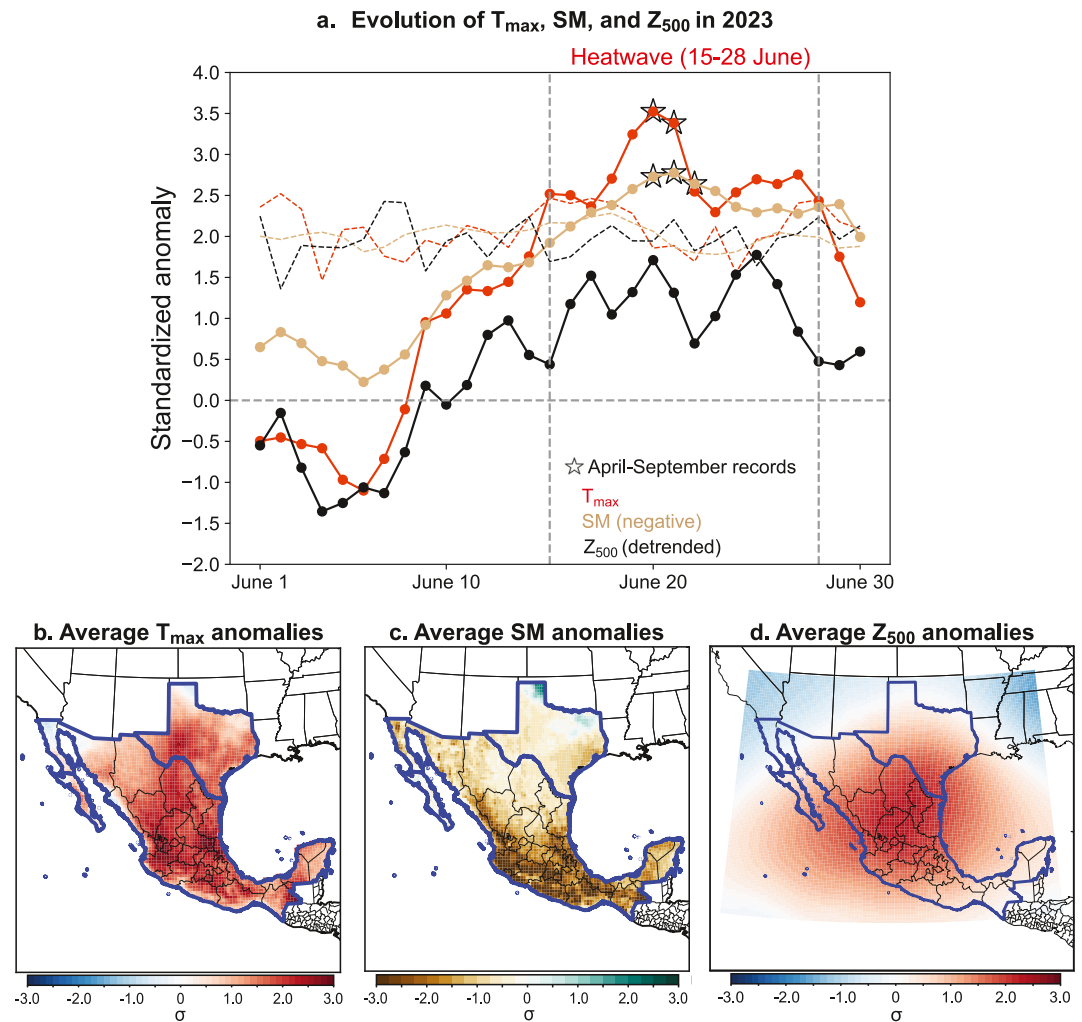 a. Evolution of Tmax, SM, and Z500 in 2023
Heatwave (15-28 June)
Standardized anomaly
4.0
3.5
3.0
2.5
2.0
1.5
1.0
0.5
0.0
−0.5
−1.0
−1.5
−2.0
April-September records
Tmax
SM (negative)
Z500 (detrended)
June 1
June 10
June 20
June 30
b. Average Tmax anomalies
-3.0
-2.0
-1.0
0
1.0
2.0
3.0
σ
c. Average SM anomalies
-3.0
-2.0
-1.0
0
1.0
2.0
3.0
σ
d. Average Z500 anomalies
-3.0
-2.0
-1.0
0
1.0
2.0
3.0
σ